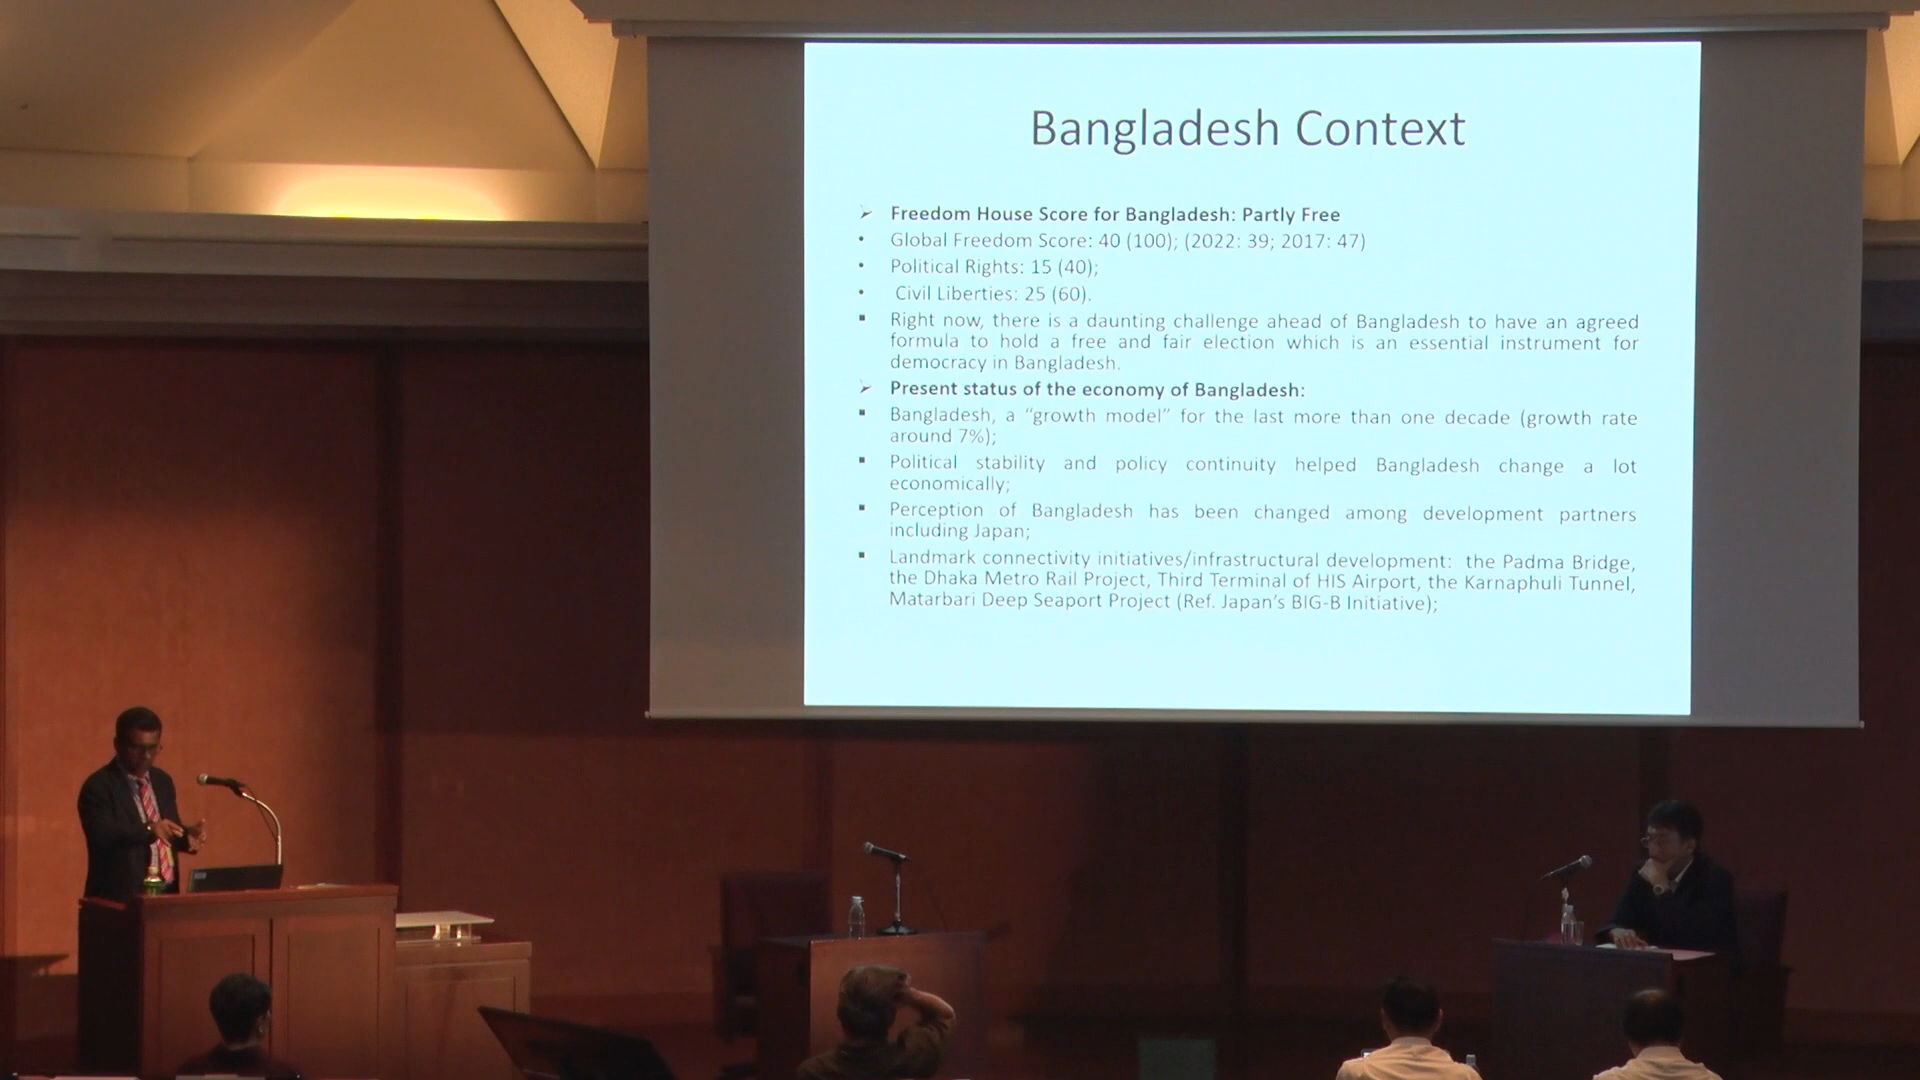 Bangladesh Context
➢ Freedom House Score for Bangladesh: Partly Free
• Global Freedom Score: 40 (100); (2022: 39; 2017: 47)
• Political Rights: 15 (40);
• Civil Liberties: 25 (60).
▪ Right now, there is a daunting challenge ahead of Bangladesh to have an agreed
formula to hold a free and fair election which is an essential instrument for
democracy in Bangladesh.
➢ Present status of the economy of Bangladesh:
▪ Bangladesh, a “growth model” for the last more than one decade (growth rate
around 7%);
▪ Political stability and policy continuity helped Bangladesh change a lot
economically;
▪ Perception of Bangladesh has been changed among development partners
including Japan;
▪ Landmark connectivity initiatives/infrastructural development: the Padma Bridge,
the Dhaka Metro Rail Project, Third Terminal of HIS Airport, the Karnaphuli Tunnel,
Matarbari Deep Seaport Project (Ref. Japan’s BIG-B Initiative);